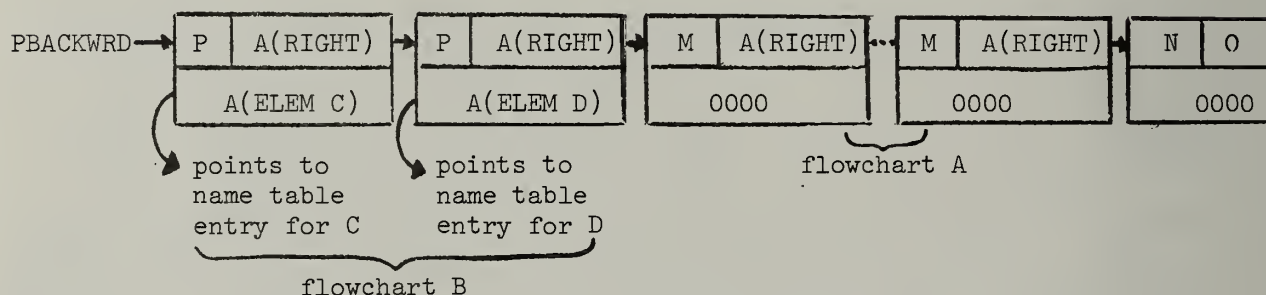 PBACKWRD P A(RIGHT) P A(RIGHT) M A(RIGHT) M A(RIGHT) N O
A(ELEM C) A(ELEM D) 0000 0000 0000
points to points to flowchart A
name table name table
entry for C entry for D
flowchart B